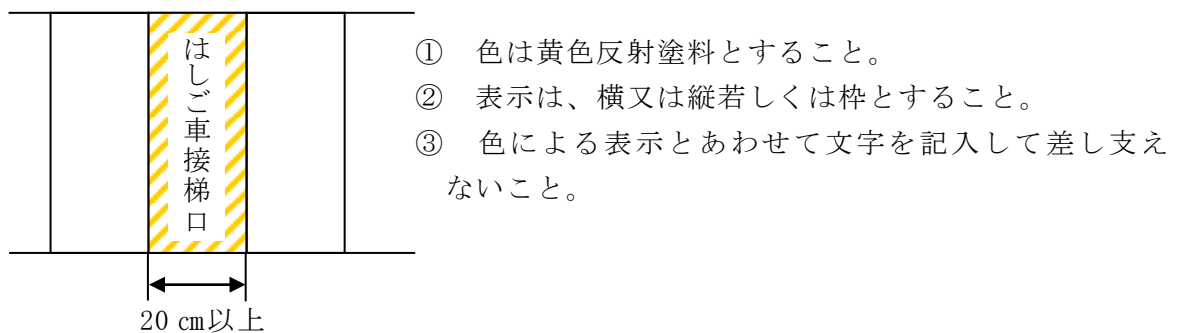 はしご車接梯口
① 色は黄色反射塗料とすること。
② 表示は、横又は縦若しくは枠とすること。
③ 色による表示とあわせて文字を記入して差し支え
ないこと。
20 ㎝以上